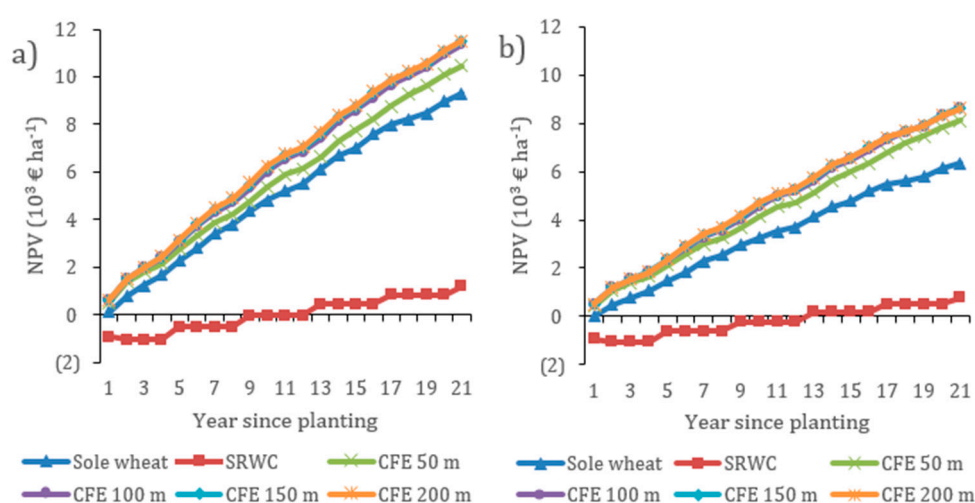 a)
NPV (10³ € ha⁻¹)
12
10
8
6
4
2
0
(2)
1 3 5 7 9 11 13 15 17 19 21
Year since planting
Sole wheat SRWC CFE 50 m
CFE 100 m CFE 150 m CFE 200 m
b)
NPV (10³ € ha⁻¹)
12
10
8
6
4
2
0
(2)
1 3 5 7 9 11 13 15 17 19 21
Year since planting
Sole wheat SRWC CFE 50 m
CFE 100 m CFE 150 m CFE 200 m